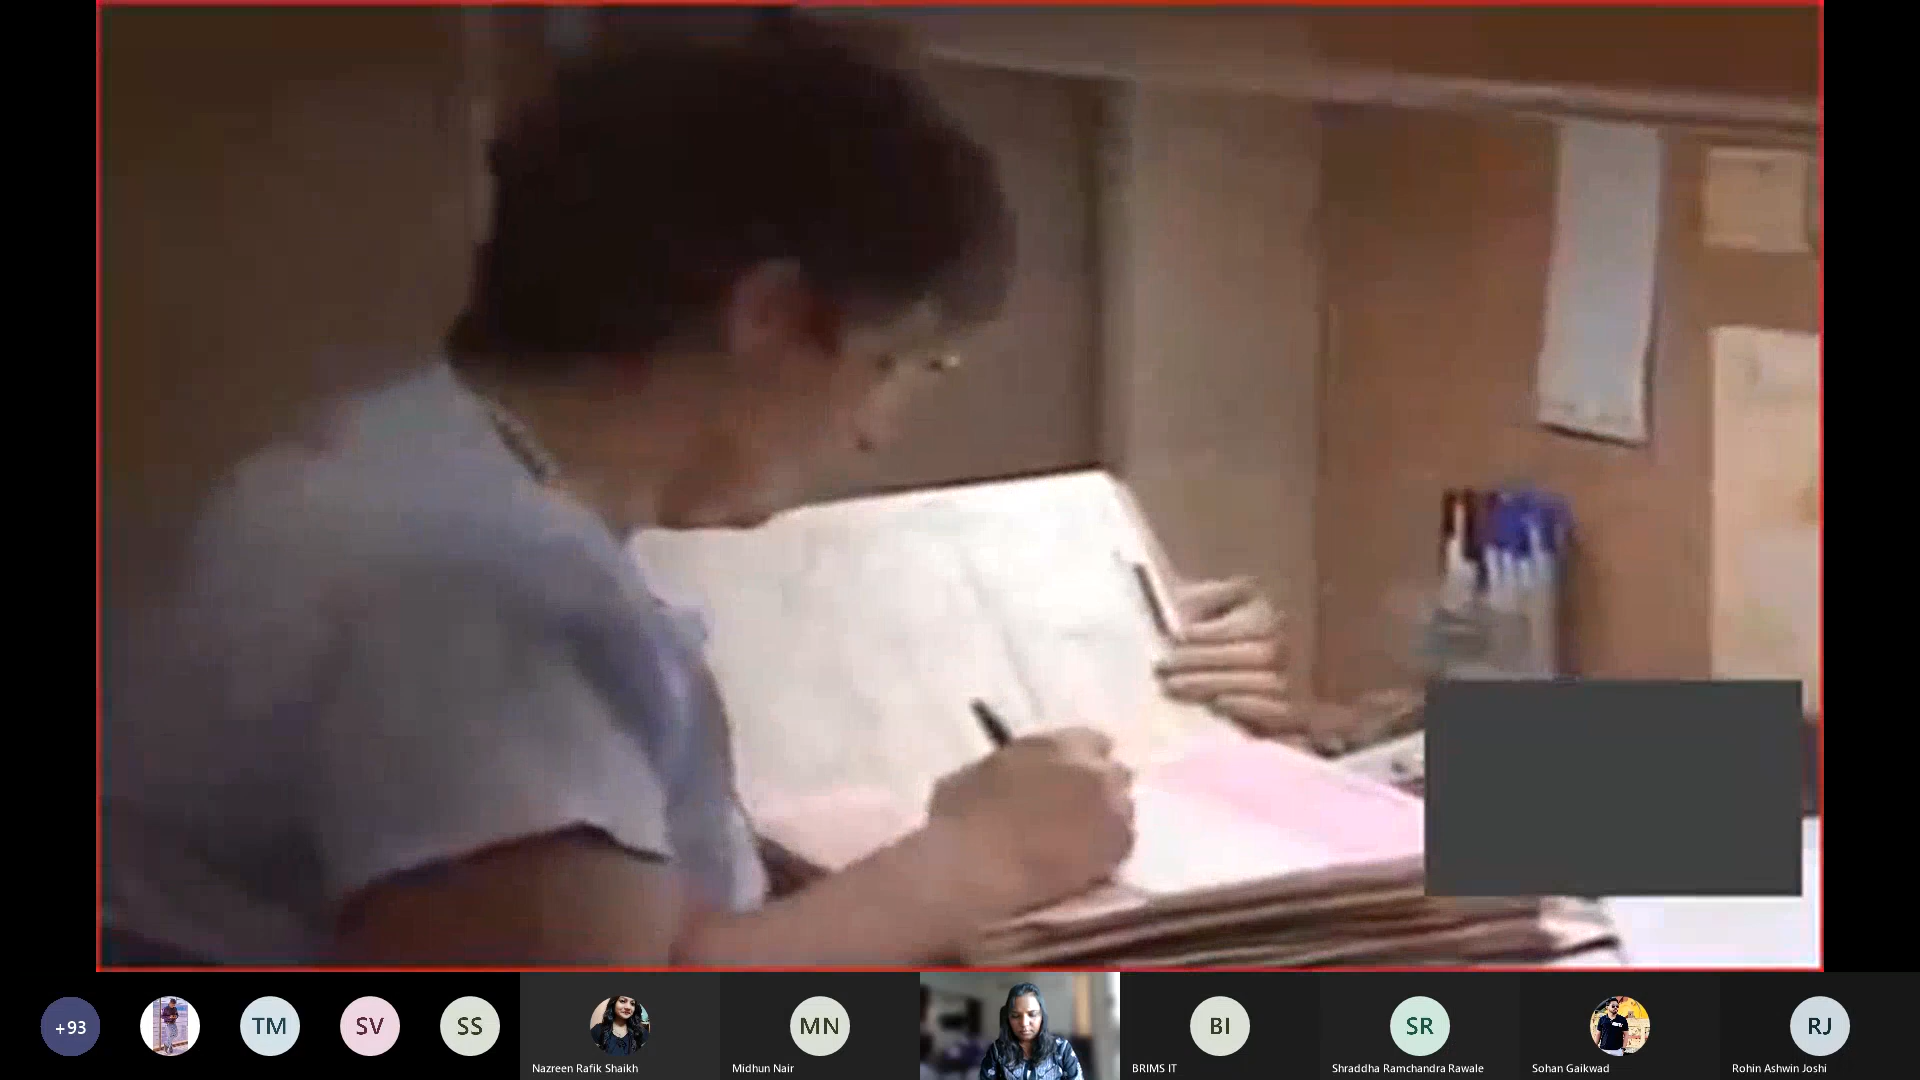 +93
TM
SV
SS
Nazreen Rafik Shaikh
MN
Midhun Nair
BI
BRIMS IT
SR
Shraddha Ramchandra Rawale
Sohan Gaikwad
RJ
Rohin Ashwin Joshi